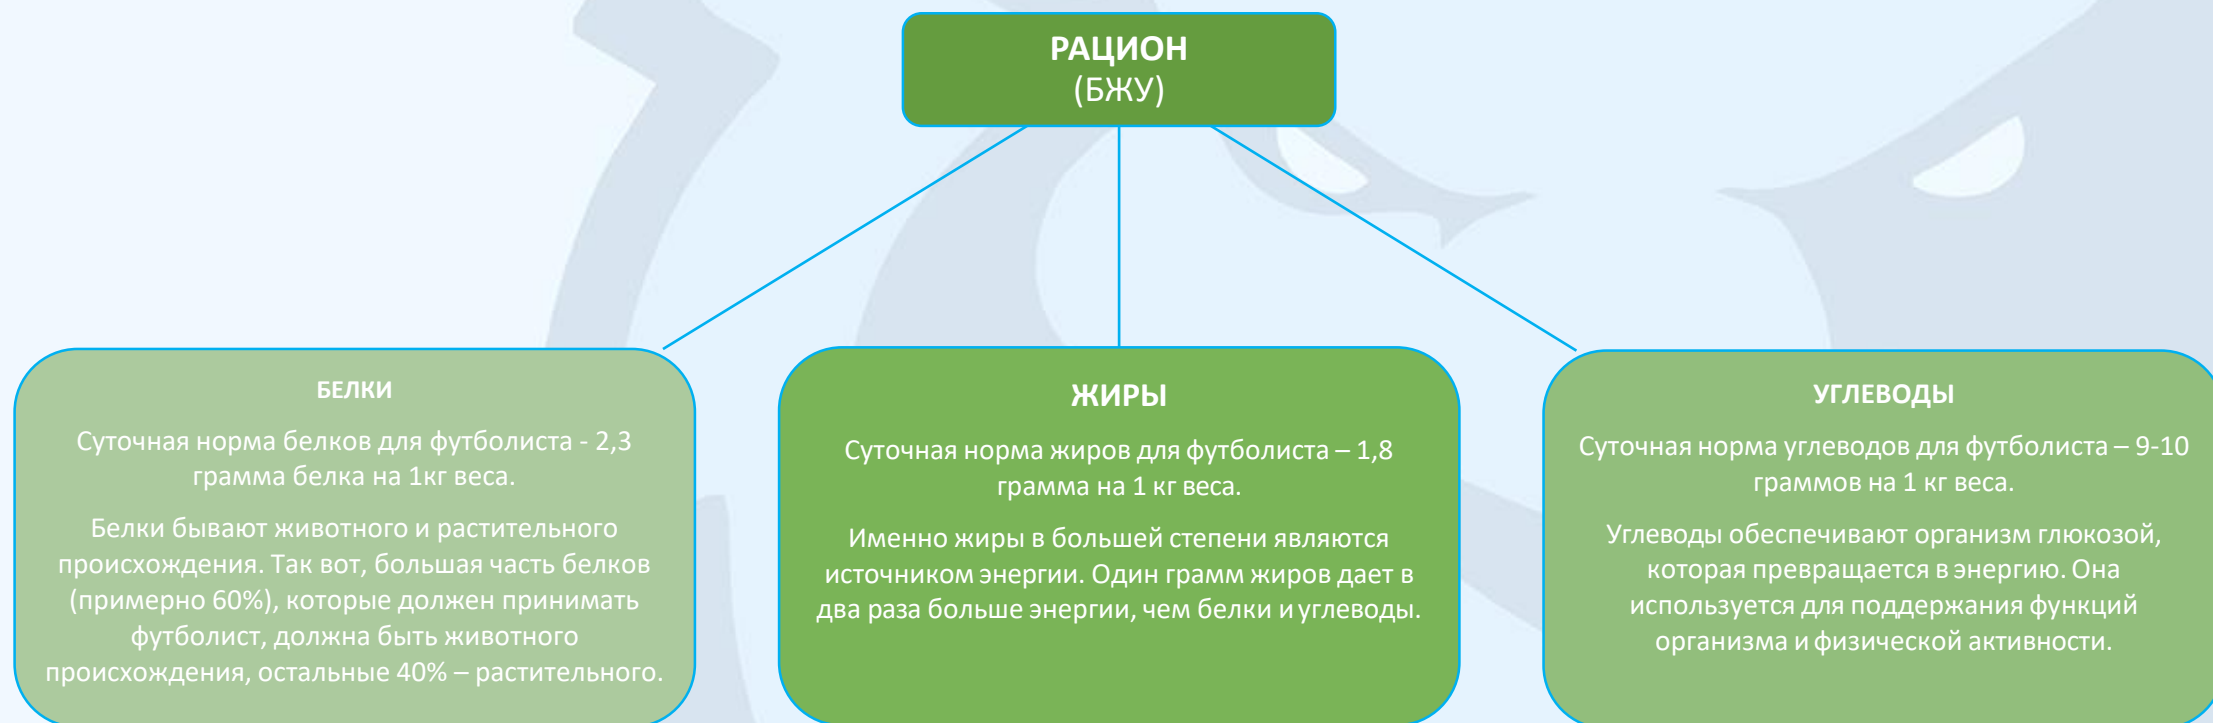 РАЦИОН
(БЖУ)
БЕЛКИ
Суточная норма белков для футболиста - 2,3
грамма белка на 1кг веса.
Белки бывают животного и растительного
происхождения. Так вот, большая часть белков
(примерно 60%), которые должен принимать
футболист, должна быть животного
происхождения, остальные 40% – растительного.
ЖИРЫ
Суточная норма жиров для футболиста – 1,8
грамма на 1 кг веса.
Именно жиры в большей степени являются
источником энергии. Один грамм жиров дает в
два раза больше энергии, чем белки и углеводы.
УГЛЕВОДЫ
Суточная норма углеводов для футболиста – 9-10
граммов на 1 кг веса.
Углеводы обеспечивают организм глюкозой,
которая превращается в энергию. Она
используется для поддержания функций
организма и физической активности.